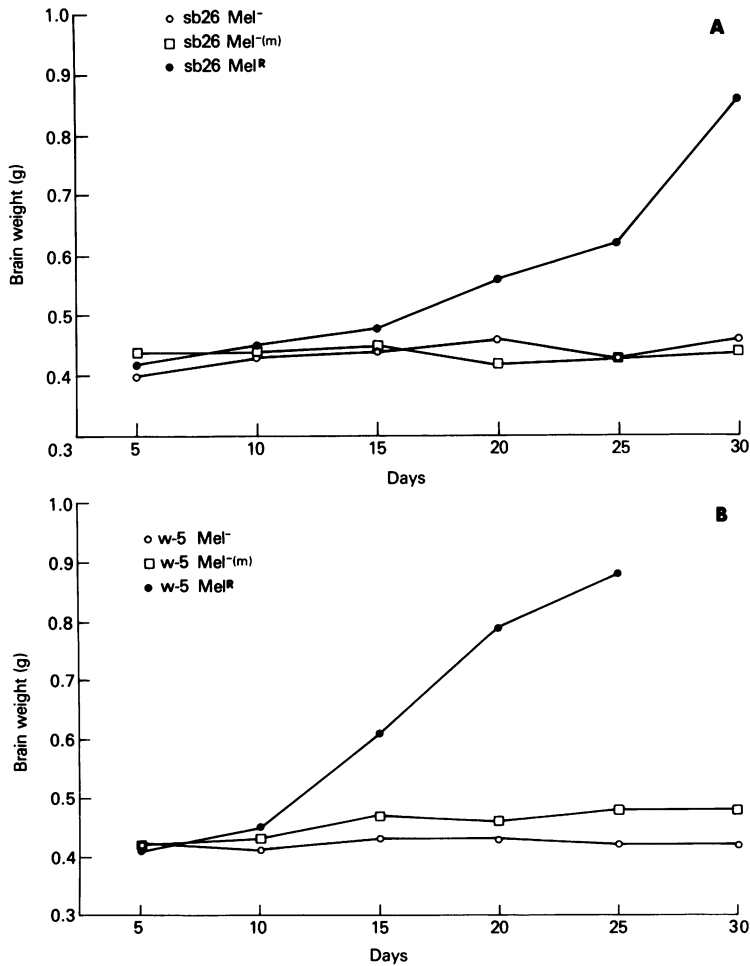 1.0
○ sb26 Mel⁻
□ sb26 Mel⁻⁽ᵐ⁾
● sb26 Melᴿ
A
0.9
0.8
0.7
0.6
0.5
0.4
0.3
Brain weight (g)
5 10 15 20 25 30
Days
1.0
B
○ w-5 Mel⁻
□ w-5 Mel⁻⁽ᵐ⁾
● w-5 Melᴿ
0.9
0.8
0.7
0.6
0.5
0.4
0.3
Brain weight (g)
5 10 15 20 25 30
Days